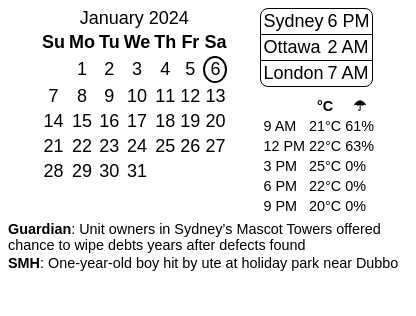 January 2024
Su Mo Tu We Th Fr Sa
1 2 3 4 5 6
7 8 9 10 11 12 13
14 15 16 17 18 19 20
21 22 23 24 25 26 27
28 29 30 31
Sydney 6 PM
Ottawa 2 AM
London 7 AM
°C ☂
9 AM 21°C 61%
12 PM 22°C 63%
3 PM 25°C 0%
6 PM 22°C 0%
9 PM 20°C 0%
Guardian: Unit owners in Sydney's Mascot Towers offered
chance to wipe debts years after defects found
SMH: One-year-old boy hit by ute at holiday park near Dubbo